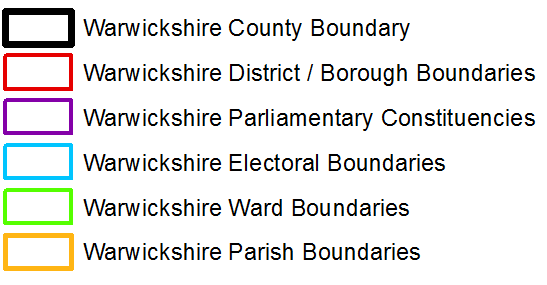 Warwickshire County Boundary
Warwickshire District / Borough Boundaries
Warwickshire Parliamentary Constituencies
Warwickshire Electoral Boundaries
Warwickshire Ward Boundaries
Warwickshire Parish Boundaries